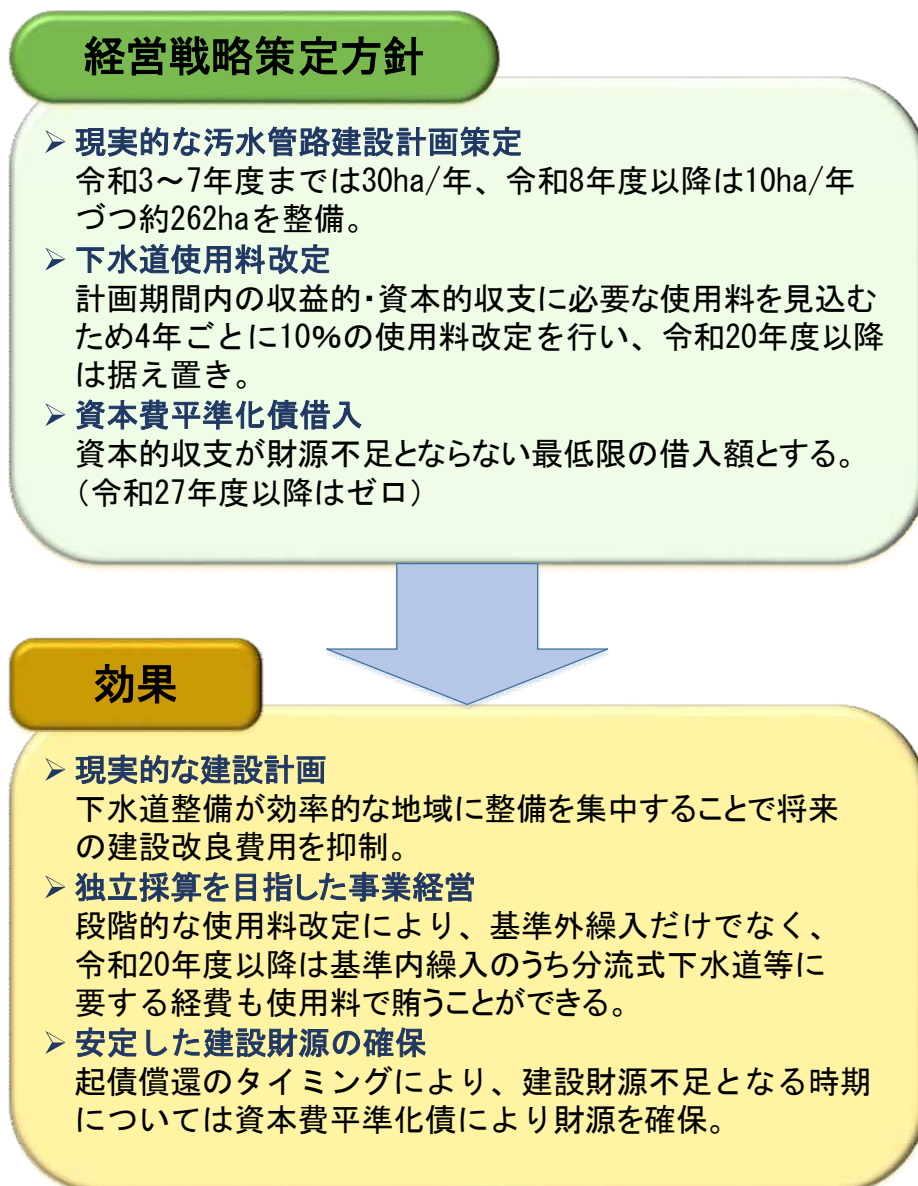 経営戦略策定方針
➢ 現実的な汚水管路建設計画策定
令和3～7年度までは30ha/年、令和8年度以降は10ha/年
づつ約262haを整備。
➢ 下水道使用料改定
計画期間内の収益的・資本的収支に必要な使用料を見込む
ため4年ごとに10%の使用料改定を行い、令和20年度以降
は据え置き。
➢ 資本費平準化債借入
資本的収支が財源不足とならない最低限の借入額とする。
（令和27年度以降はゼロ）
効果
➢ 現実的な建設計画
下水道整備が効率的な地域に整備を集中することで将来
の建設改良費用を抑制。
➢ 独立採算を目指した事業経営
段階的な使用料改定により、基準外繰入だけでなく、
令和20年度以降は基準内繰入のうち分流式下水道等に
要する経費も使用料で賄うことができる。
➢ 安定した建設財源の確保
起債償還のタイミングにより、建設財源不足となる時期
については資本費平準化債により財源を確保。